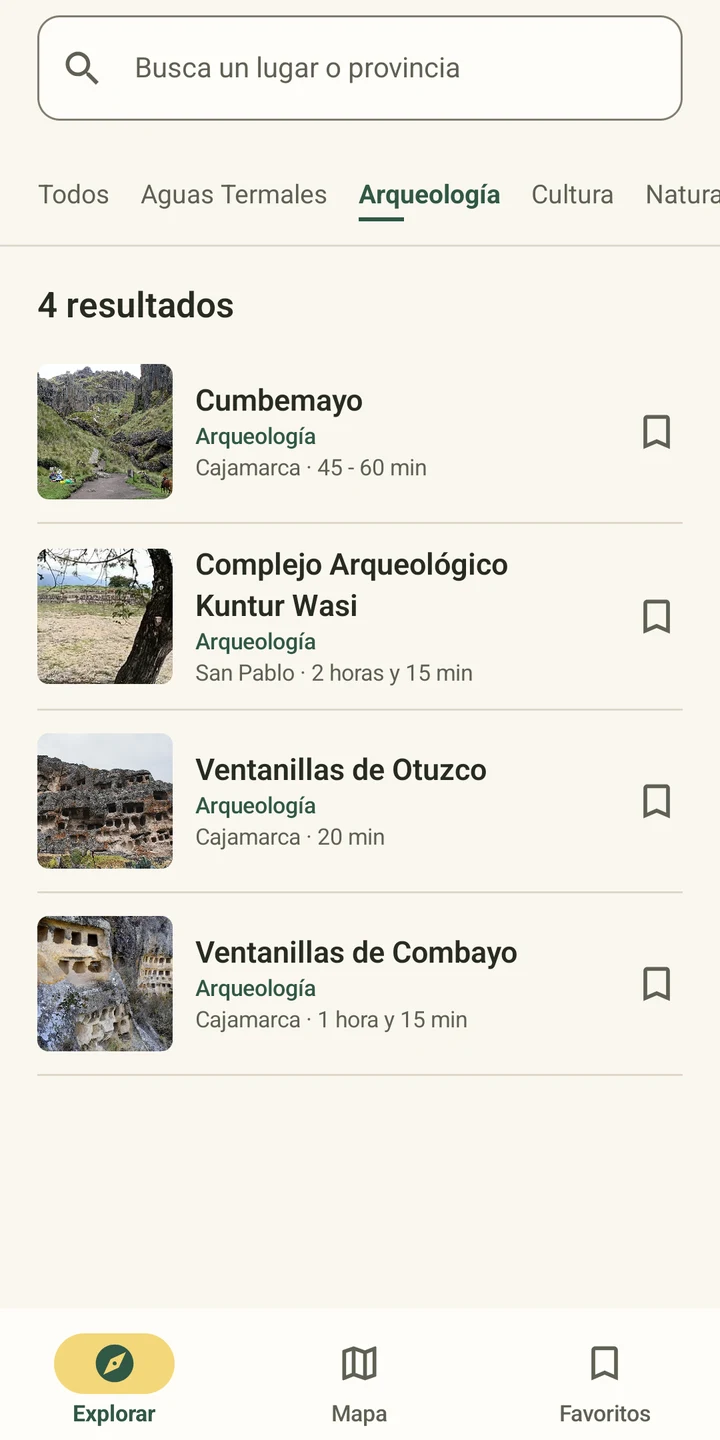 Busca un lugar o provincia
Todos Aguas Termales Arqueología Cultura Natura
4 resultados
Cumbemayo
Arqueología
Cajamarca · 45 - 60 min
Complejo Arqueológico
Kuntur Wasi
Arqueología
San Pablo · 2 horas y 15 min
Ventanillas de Otuzco
Arqueología
Cajamarca · 20 min
Ventanillas de Combayo
Arqueología
Cajamarca · 1 hora y 15 min
Explorar Mapa Favoritos